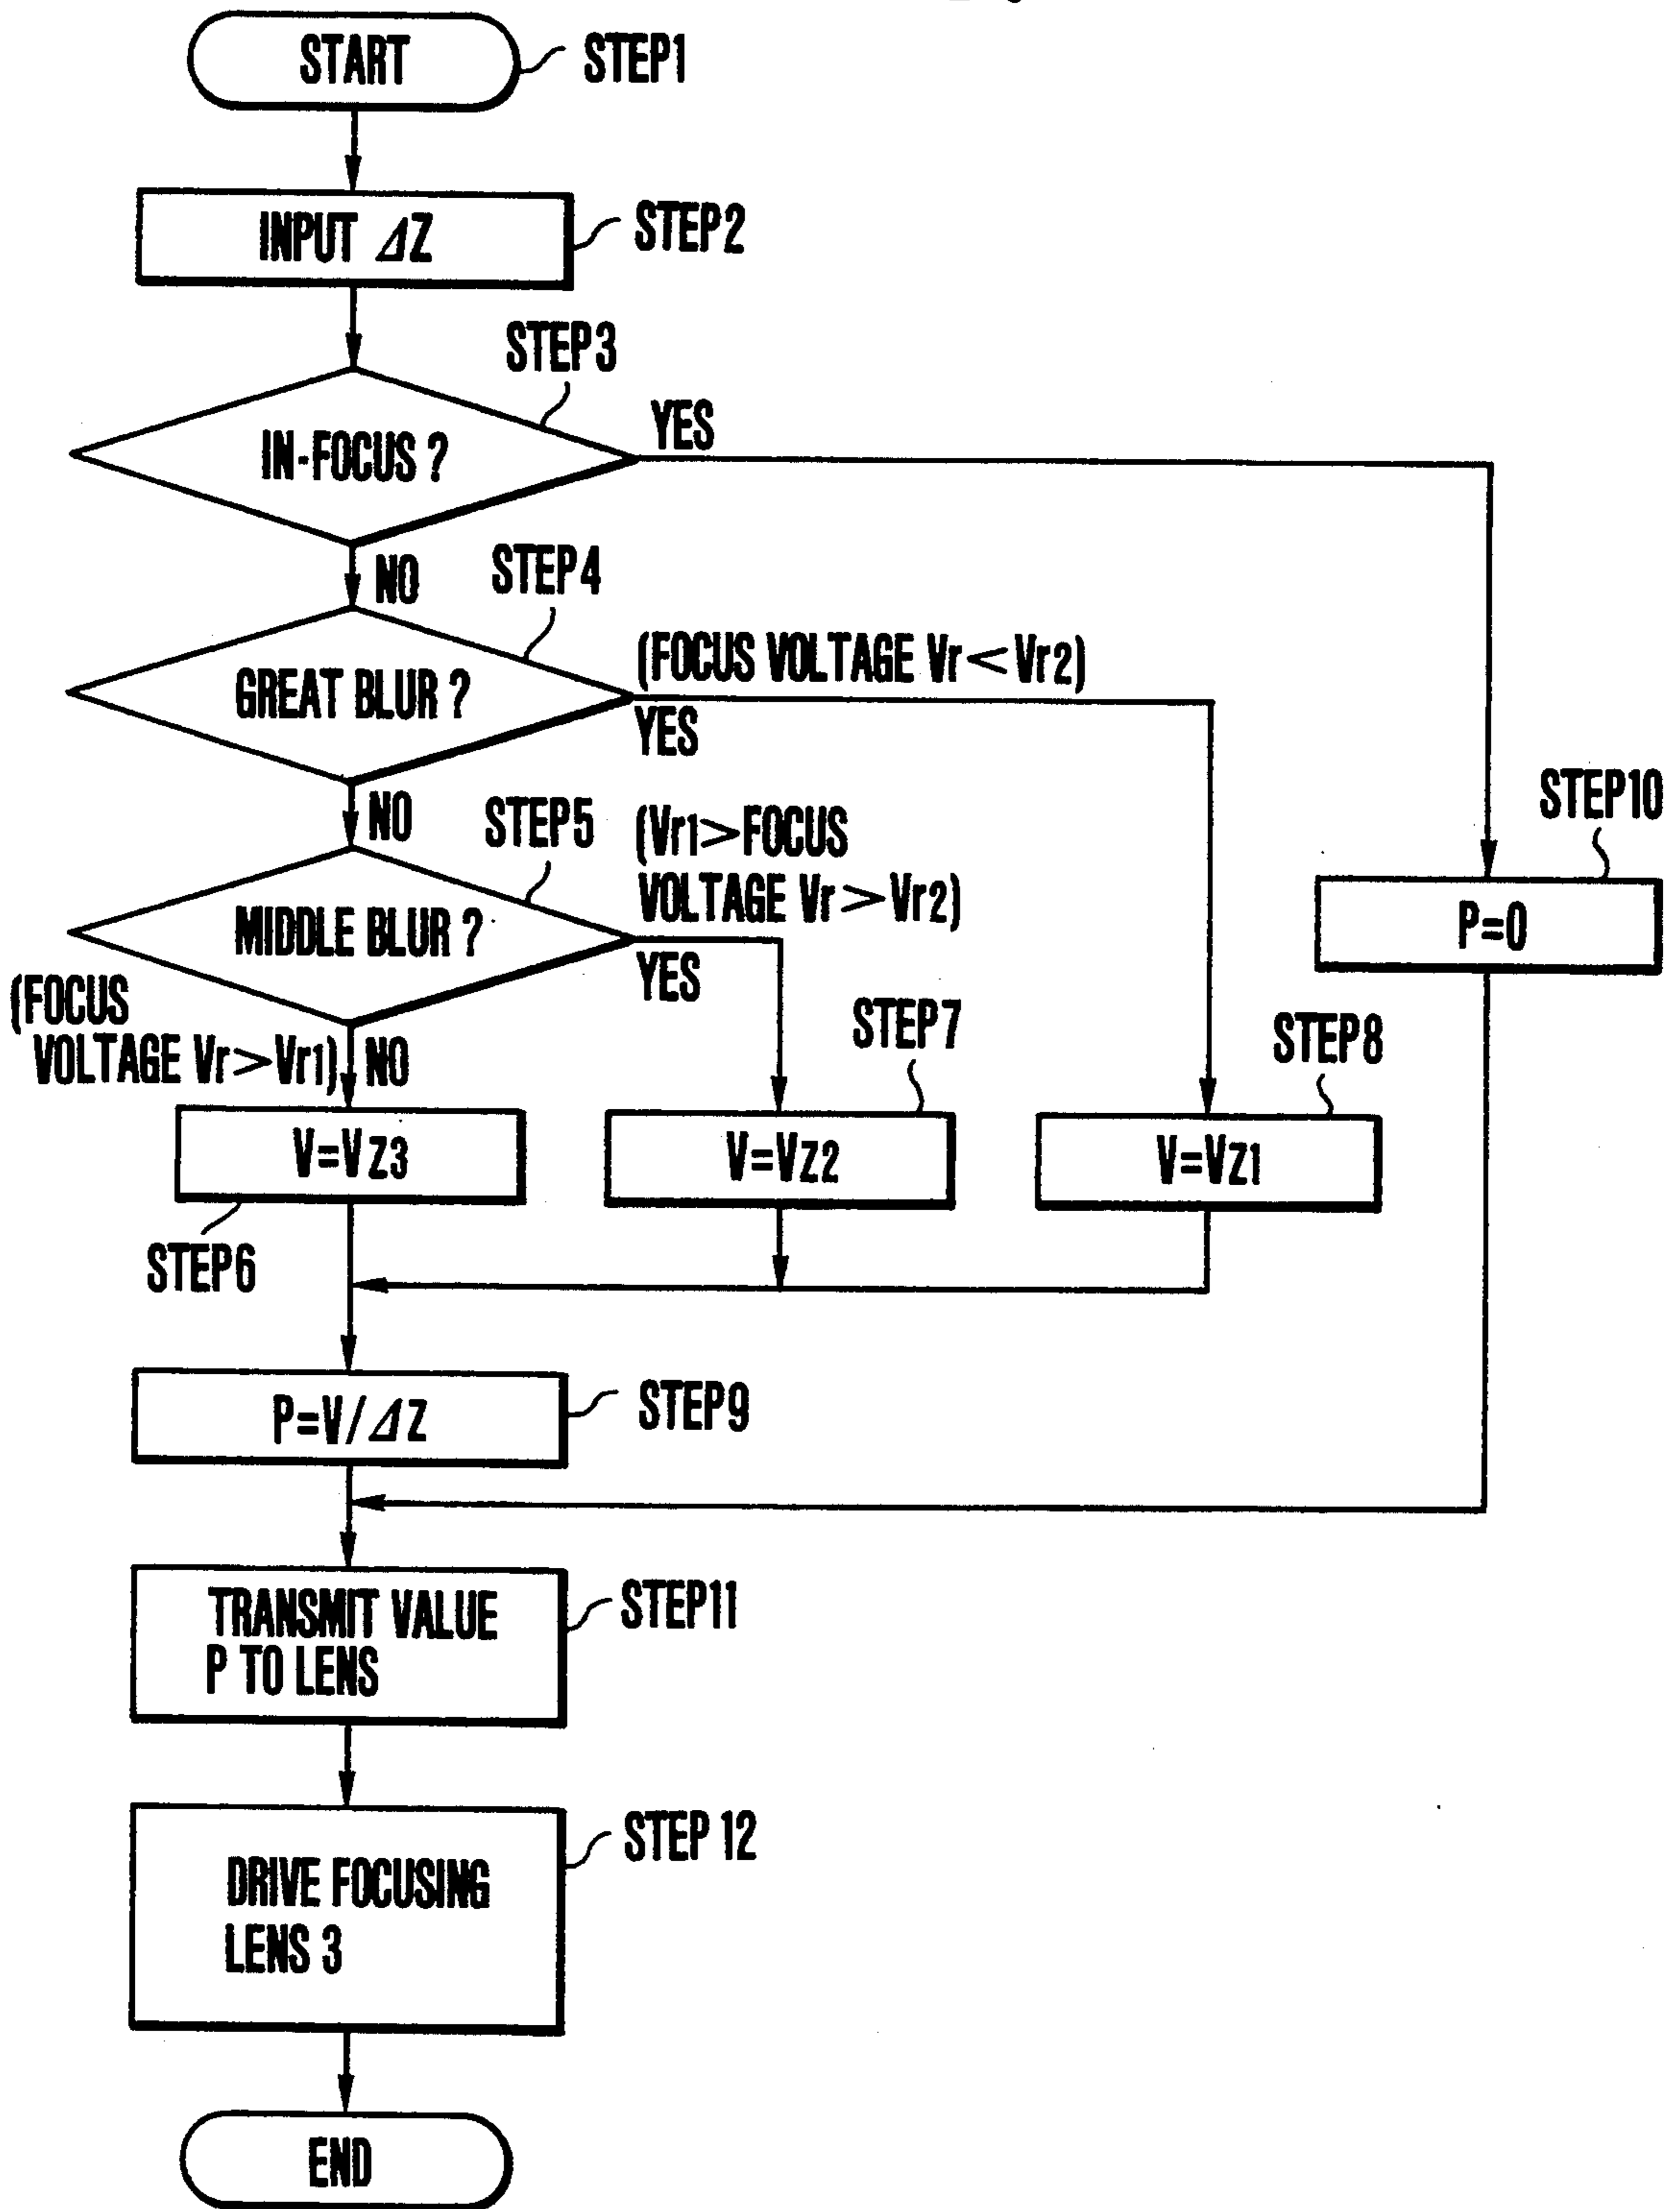 START
STEP1
INPUT ΔZ
STEP2
STEP3
IN-FOCUS ?
YES
NO
STEP4
GREAT BLUR ?
(FOCUS VOLTAGE Vr<Vr2)
YES
NO
STEP5
MIDDLE BLUR ?
(Vr1>FOCUS
VOLTAGE Vr>Vr2)
YES
STEP10
P=0
(FOCUS
VOLTAGE Vr>Vr1)
NO
STEP7
STEP8
V=VZ3
V=VZ2
V=VZ1
STEP6
P=V/ΔZ
STEP9
TRANSMIT VALUE
P TO LENS
STEP11
DRIVE FOCUSING
LENS 3
STEP 12
END